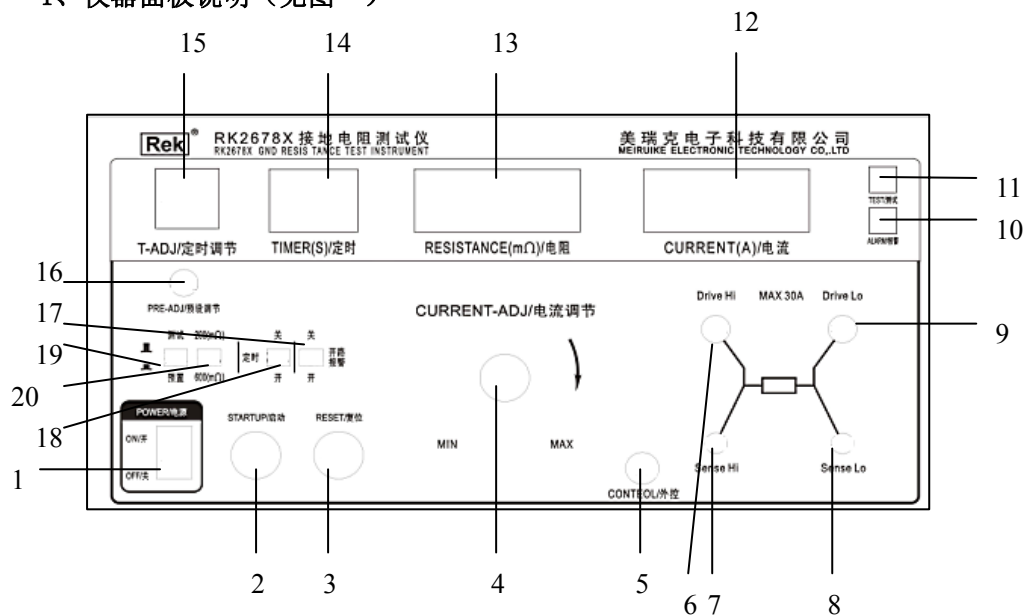 1、仪器面板说明（见图一）
15 14 13 12
Rek®
RK2678X 接地电阻测试仪
RK2678X GND RESIS TANCE TEST INSTRUMENT
美瑞克电子科技有限公司
MEIRUIKE ELECTRONIC TECHNOLOGY CO,.LTD
T-ADJ/定时调节
TIMER(S)/定时
RESISTANCE(mΩ)/电阻
CURRENT(A)/电流
TEST/测试
11
ALARM/报警
10
16
PRE-ADJ/预设调节
CURRENT-ADJ/电流调节
Drive Hi MAX 30A Drive Lo
17
9
测试 200(mΩ) 关 关
19
定时
开路
报警
预置 600(mΩ) 开 开
20
18
POWER/电源
ON/开
OFF/关
1
STARTUP/启动
RESET/复位
MIN MAX
Sense Hi
Sense Lo
CONTEOL/外控
2 3 4 5 6 7 8